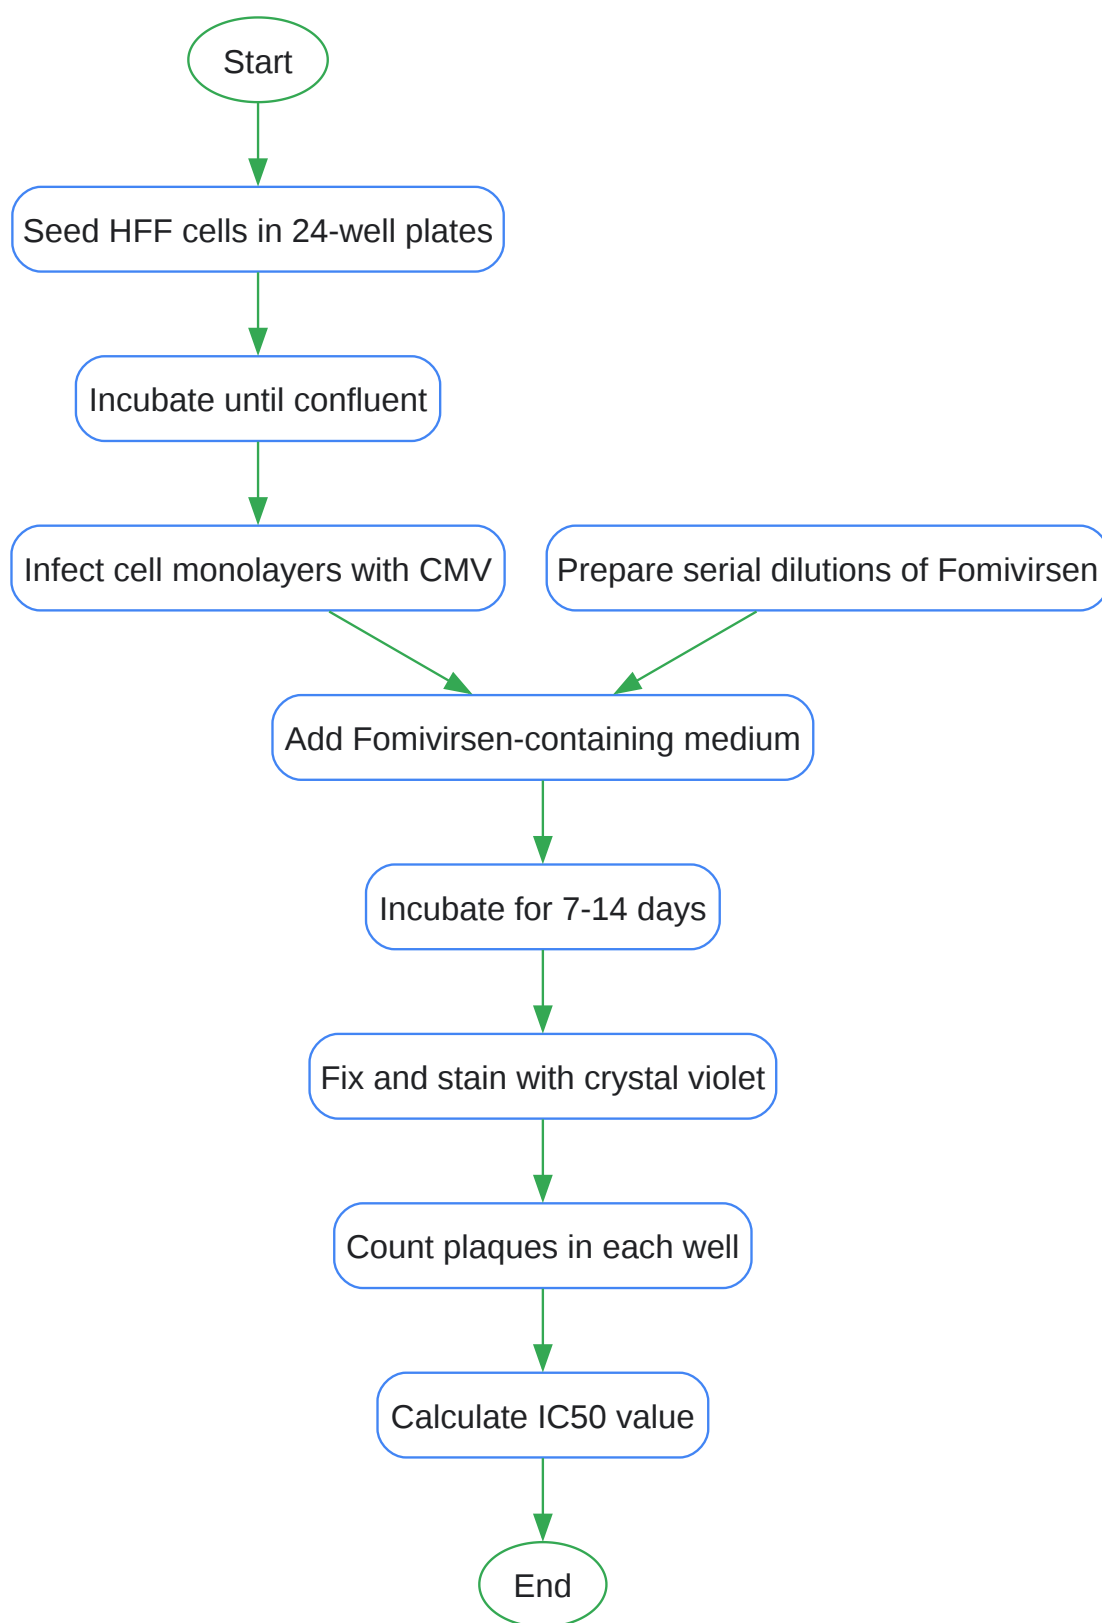 Start
Seed HFF cells in 24-well plates
Incubate until confluent
Infect cell monolayers with CMV
Prepare serial dilutions of Fomivirsen
Add Fomivirsen-containing medium
Incubate for 7-14 days
Fix and stain with crystal violet
Count plaques in each well
Calculate IC50 value
End